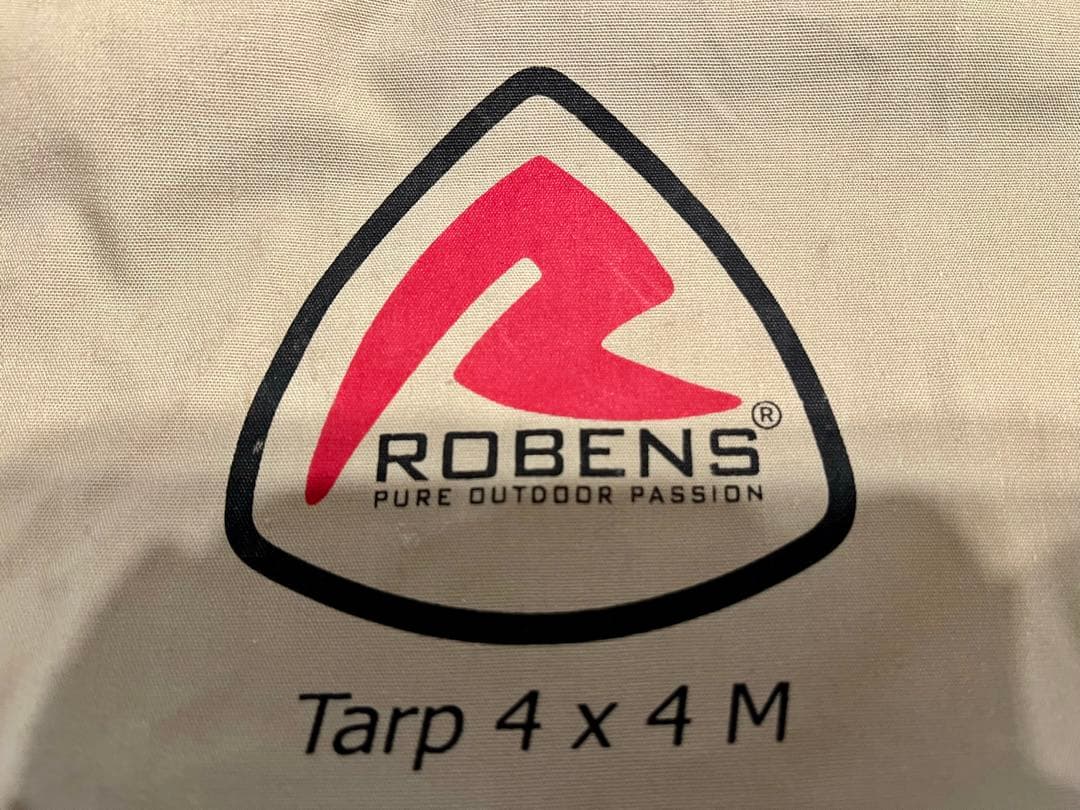 ROBENS®
PURE OUTDOOR PASSION
Tarp 4 x 4 M